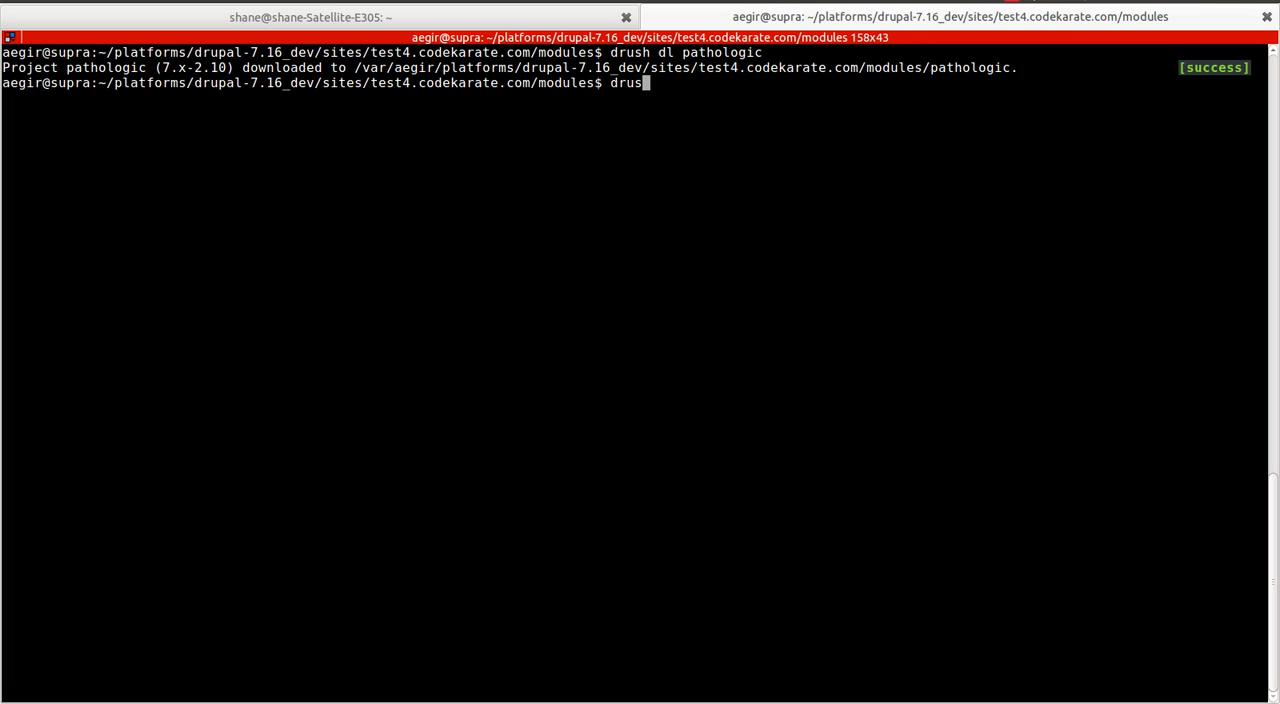 shane@shane-Satellite-E305: ~
aegir@supra: ~/platforms/drupal-7.16_dev/sites/test4.codekarate.com/modules
aegir@supra: ~/platforms/drupal-7.16_dev/sites/test4.codekarate.com/modules 158x43
aegir@supra:~/platforms/drupal-7.16_dev/sites/test4.codekarate.com/modules$ drush dl pathologic
Project pathologic (7.x-2.10) downloaded to /var/aegir/platforms/drupal-7.16_dev/sites/test4.codekarate.com/modules/pathologic. [success]
aegir@supra:~/platforms/drupal-7.16_dev/sites/test4.codekarate.com/modules$ drus